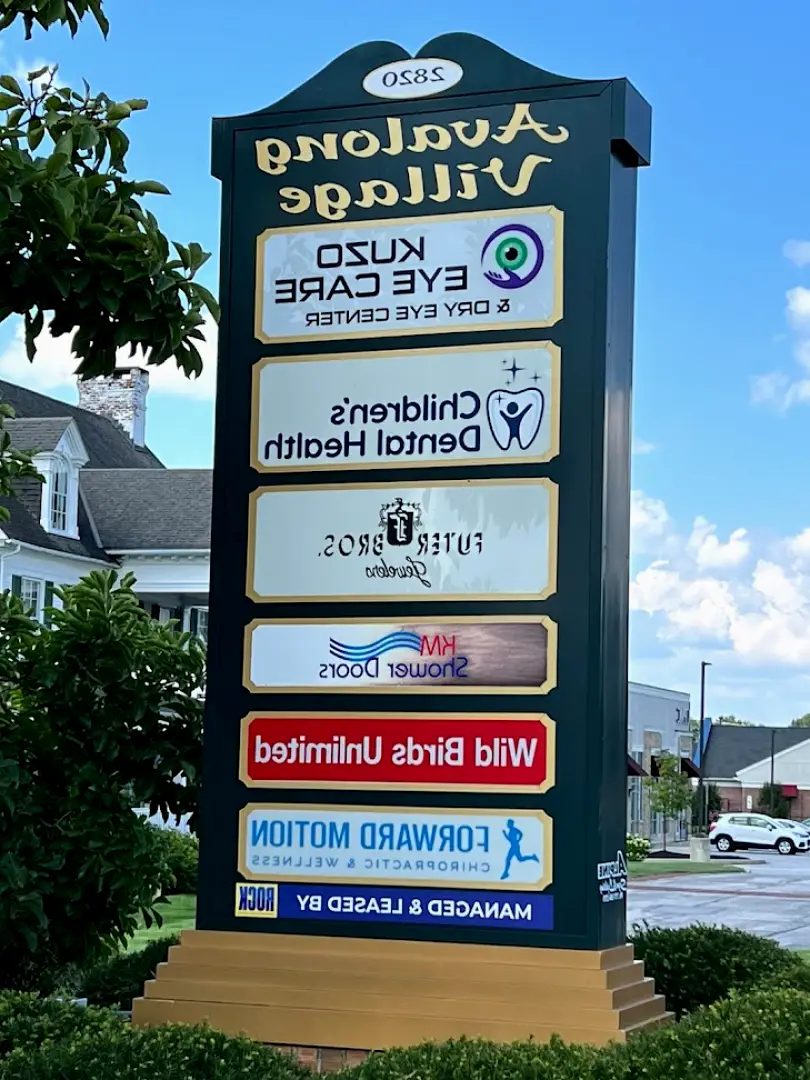 2820
Avalong
Village
KUZO
EYE CARE
& DRY EYE CENTER
Children's
Dental Health
FUTER BROS.
Jewelers
KM
Shower Doors
Wild Birds Unlimited
FORWARD MOTION
CHIROPRACTIC & WELLNESS
MANAGED & LEASED BY ROCK
ALPINE